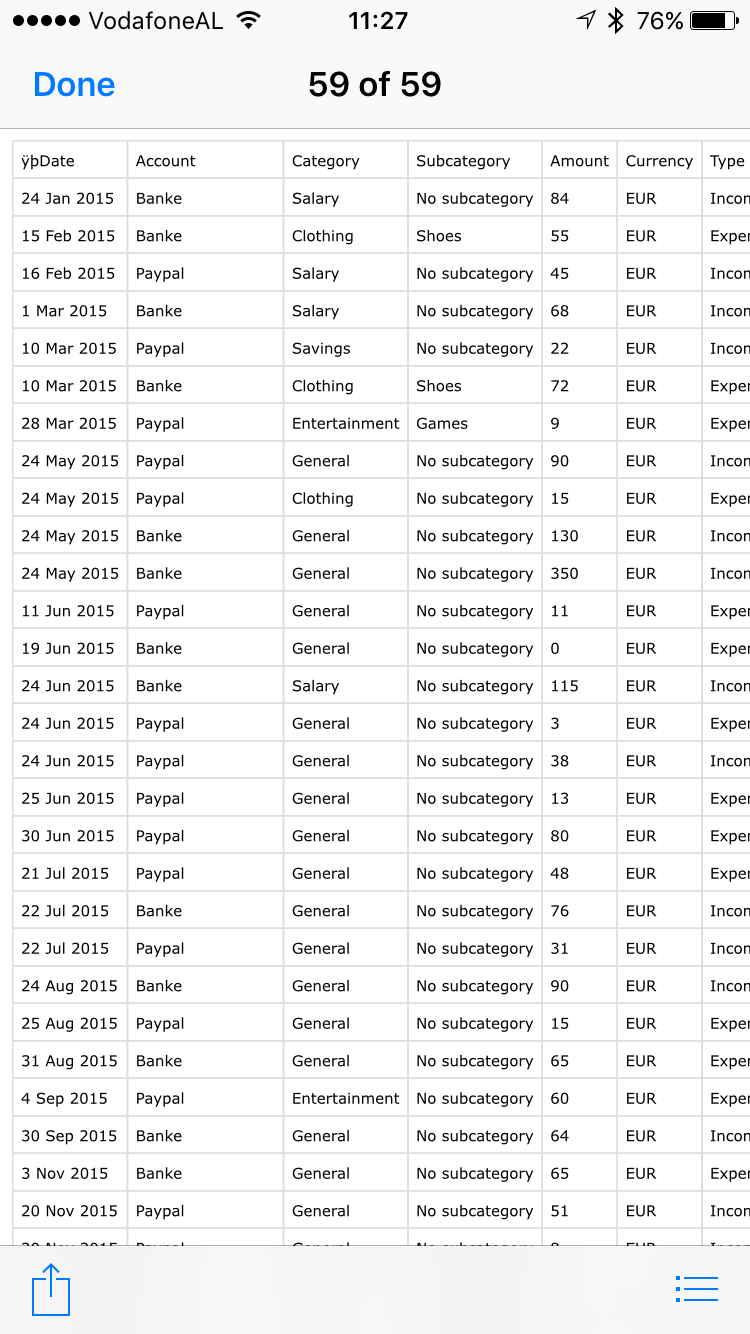 VodafoneAL 11:27 76%
Done 59 of 59
ÿþDate Account Category Subcategory Amount Currency Type
24 Jan 2015 Banke Salary No subcategory 84 EUR Incon
15 Feb 2015 Banke Clothing Shoes 55 EUR Exper
16 Feb 2015 Paypal Salary No subcategory 45 EUR Incon
1 Mar 2015 Banke Salary No subcategory 68 EUR Incon
10 Mar 2015 Paypal Savings No subcategory 22 EUR Incon
10 Mar 2015 Banke Clothing Shoes 72 EUR Exper
28 Mar 2015 Paypal Entertainment Games 9 EUR Exper
24 May 2015 Paypal General No subcategory 90 EUR Incon
24 May 2015 Paypal Clothing No subcategory 15 EUR Exper
24 May 2015 Banke General No subcategory 130 EUR Incon
24 May 2015 Banke General No subcategory 350 EUR Incon
11 Jun 2015 Paypal General No subcategory 11 EUR Exper
19 Jun 2015 Banke General No subcategory 0 EUR Exper
24 Jun 2015 Banke Salary No subcategory 115 EUR Incon
24 Jun 2015 Paypal General No subcategory 3 EUR Exper
24 Jun 2015 Paypal General No subcategory 38 EUR Incon
25 Jun 2015 Paypal General No subcategory 13 EUR Exper
30 Jun 2015 Paypal General No subcategory 80 EUR Exper
21 Jul 2015 Paypal General No subcategory 48 EUR Exper
22 Jul 2015 Banke General No subcategory 76 EUR Incon
22 Jul 2015 Paypal General No subcategory 31 EUR Incon
24 Aug 2015 Banke General No subcategory 90 EUR Incon
25 Aug 2015 Paypal General No subcategory 15 EUR Exper
31 Aug 2015 Banke General No subcategory 65 EUR Exper
4 Sep 2015 Paypal Entertainment No subcategory 60 EUR Exper
30 Sep 2015 Banke General No subcategory 64 EUR Incon
3 Nov 2015 Banke General No subcategory 65 EUR Exper
20 Nov 2015 Paypal General No subcategory 51 EUR Incon